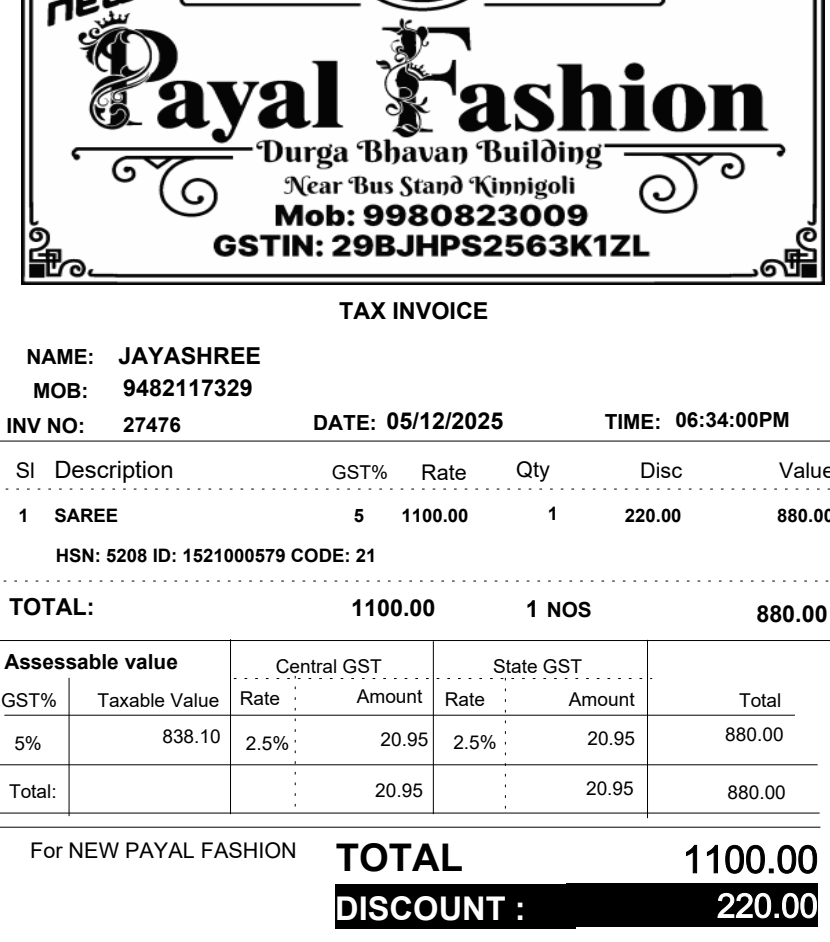 new
Payal Fashion
Durga Bhavan Building
Near Bus Stand Kinnigoli
Mob: 9980823009
GSTIN: 29BJHPS2563K1ZL
TAX INVOICE
NAME: JAYASHREE
MOB: 9482117329
INV NO: 27476 DATE: 05/12/2025 TIME: 06:34:00PM
Sl Description GST% Rate Qty Disc Value
1 SAREE 5 1100.00 1 220.00 880.00
HSN: 5208 ID: 1521000579 CODE: 21
TOTAL: 1100.00 1 NOS 880.00
Assessable value Central GST State GST
GST% Taxable Value Rate Amount Rate Amount Total
5% 838.10 2.5% 20.95 2.5% 20.95 880.00
Total: 20.95 20.95 880.00
For NEW PAYAL FASHION TOTAL 1100.00
DISCOUNT : 220.00